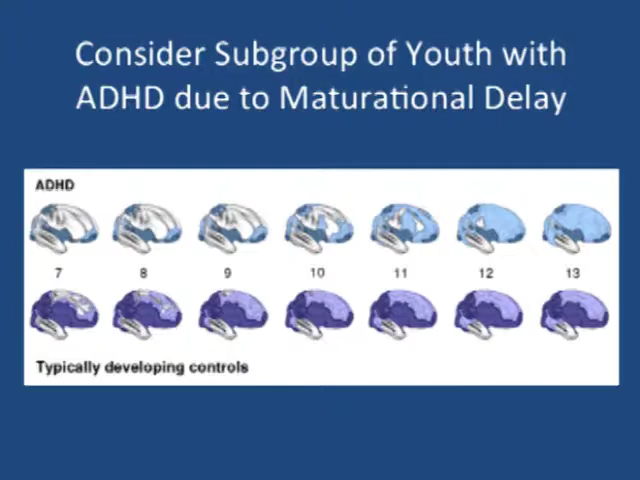 Consider Subgroup of Youth with
ADHD due to Maturational Delay
ADHD
7 8 9 10 11 12 13
Typically developing controls